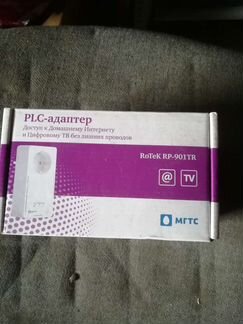 PLC-адаптер
Доступ к Домашнему Интернету
и Цифровому ТВ без лишних проводов
RoTeK RP-901TR
@ TV
МГТС